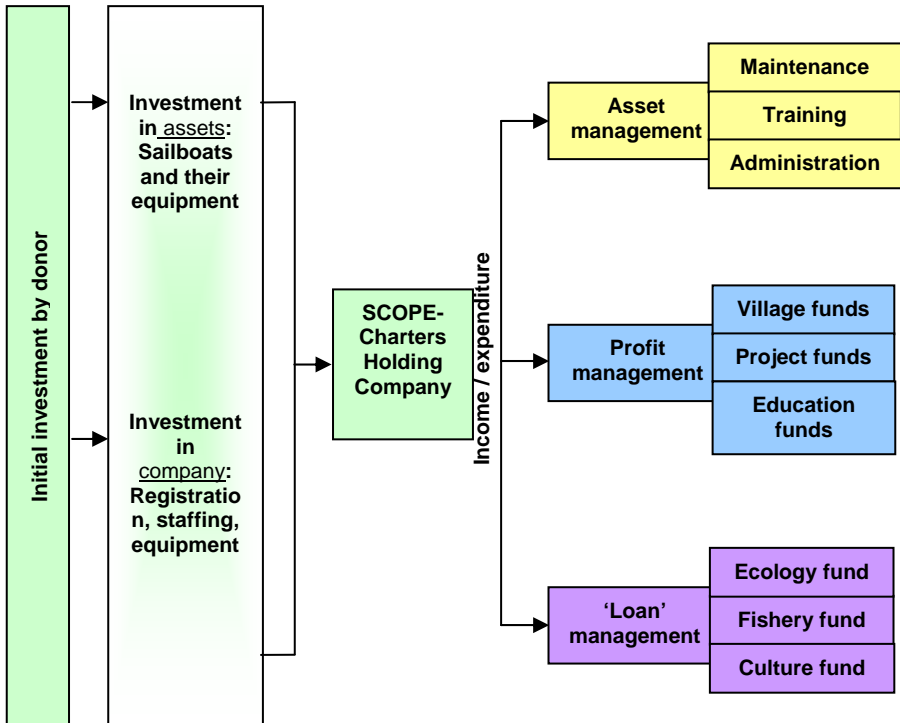 Initial investment by donor
Investment
in assets:
Sailboats
and their
equipment
Investment
in
company:
Registratio
n, staffing,
equipment
SCOPE-
Charters
Holding
Company
Income / expenditure
Asset
management
Maintenance
Training
Administration
Profit
management
Village funds
Project funds
Education
funds
‘Loan’
management
Ecology fund
Fishery fund
Culture fund